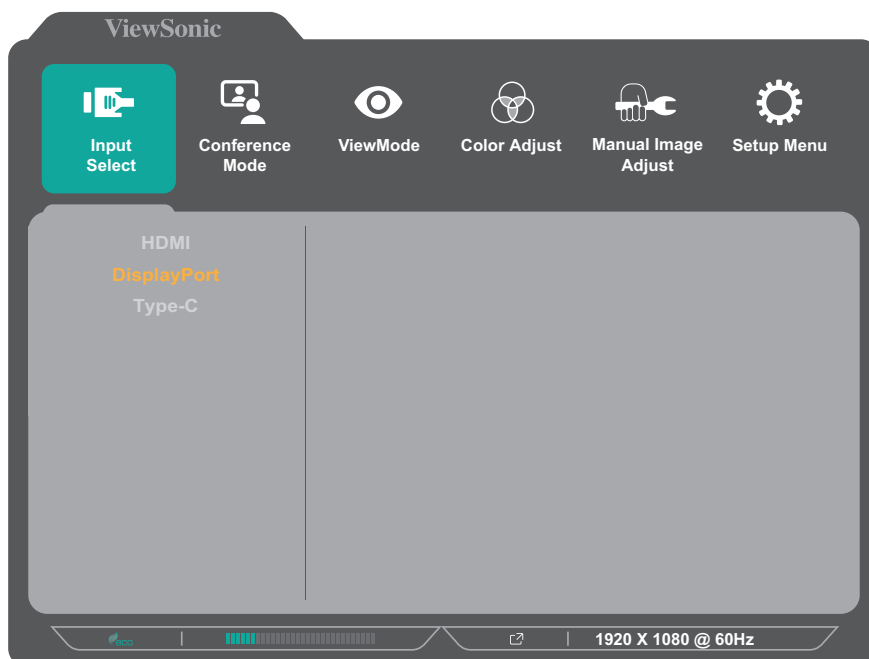 ViewSonic
Input
Select
Conference
Mode
ViewMode
Color Adjust
Manual Image
Adjust
Setup Menu
HDMI
DisplayPort
Type-C
eco
1920 X 1080 @ 60Hz